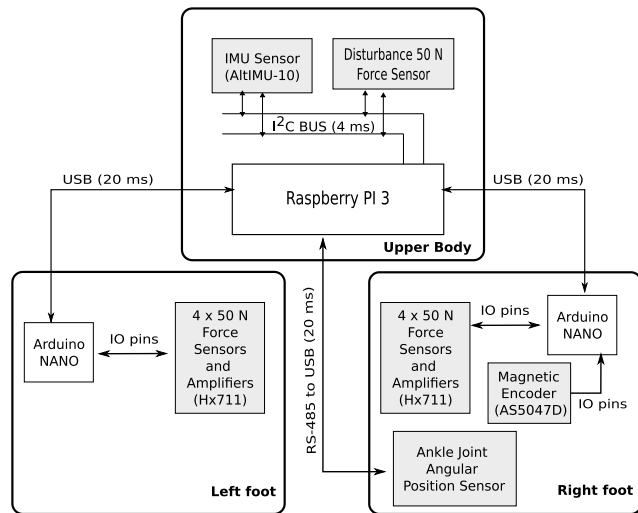 IMU Sensor
(AltIMU-10)
Disturbance 50 N
Force Sensor
I²C BUS (4 ms)
USB (20 ms)
USB (20 ms)
Raspberry PI 3
Upper Body
RS-485 to USB (20 ms)
Arduino
NANO
IO pins
4 x 50 N
Force
Sensors
and
Amplifiers
(Hx711)
Left foot
4 x 50 N
Force
Sensors
and
Amplifiers
(Hx711)
IO pins
Arduino
NANO
Magnetic
Encoder
(AS5047D)
IO pins
Ankle Joint
Angular
Position Sensor
Right foot